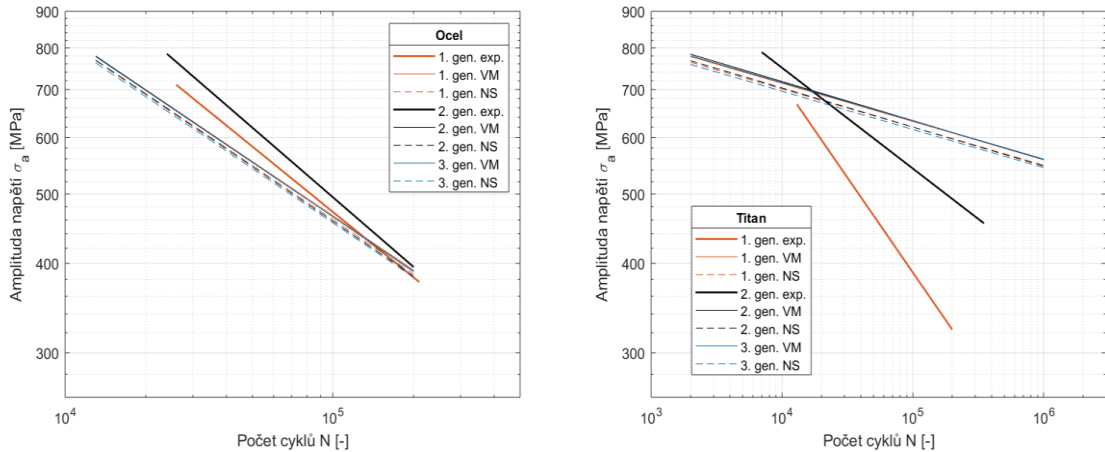 900
800
700
600
500
400
300
Amplituda napětí σa [MPa]
10^4
10^5
Počet cyklů N [-]
Ocel
1. gen. exp.
1. gen. VM
1. gen. NS
2. gen. exp.
2. gen. VM
2. gen. NS
3. gen. VM
3. gen. NS
900
800
700
600
500
400
300
Amplituda napětí σa [MPa]
10^3
10^4
10^5
10^6
Počet cyklů N [-]
Titan
1. gen. exp.
1. gen. VM
1. gen. NS
2. gen. exp.
2. gen. VM
2. gen. NS
3. gen. VM
3. gen. NS